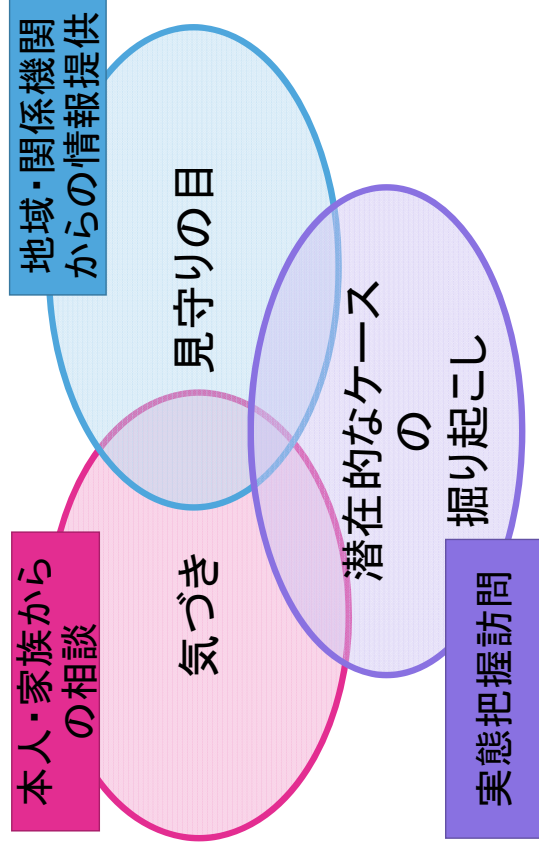 本人・家族から
の相談
地域・関係機関
からの情報提供
気づき
見守りの目
潜在的なケース
の
掘り起こし
実態把握訪問